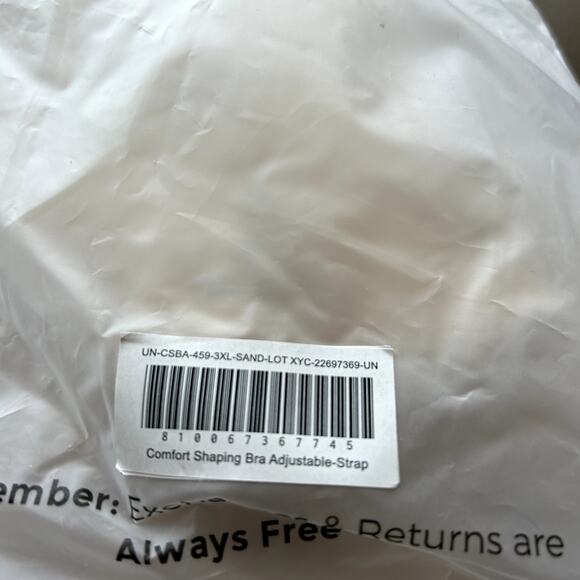 UN-CSBA-459-3XL-SAND-LOT XYC-22697369-UN
810067367745
Comfort Shaping Bra Adjustable-Strap
ember:
Always Free & Returns are